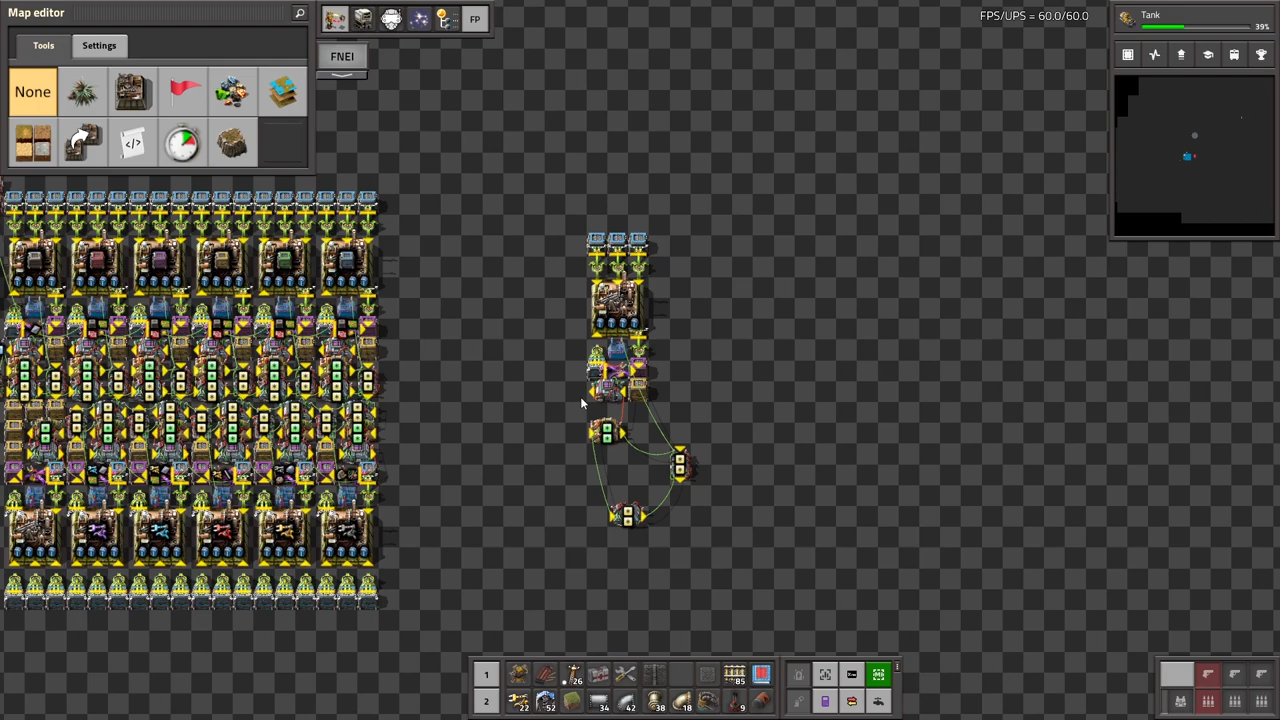 Map editor
FP
FPS/UPS = 60.0/60.0
Tank
39%
Tools
Settings
FNEI
None
</>
1
26
85
2
22
52
34
42
38
18
9